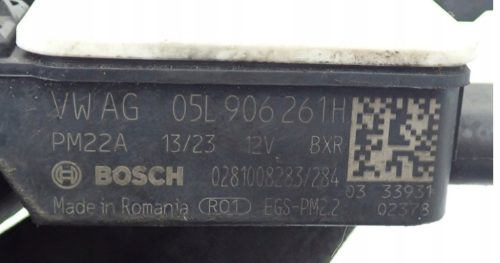 VW AG 05L 906 261H
PM22A 13/23 12V BXR
BOSCH 0281008283/284
03 33931
Made in Romania R01 EGS-PM2.2
02373